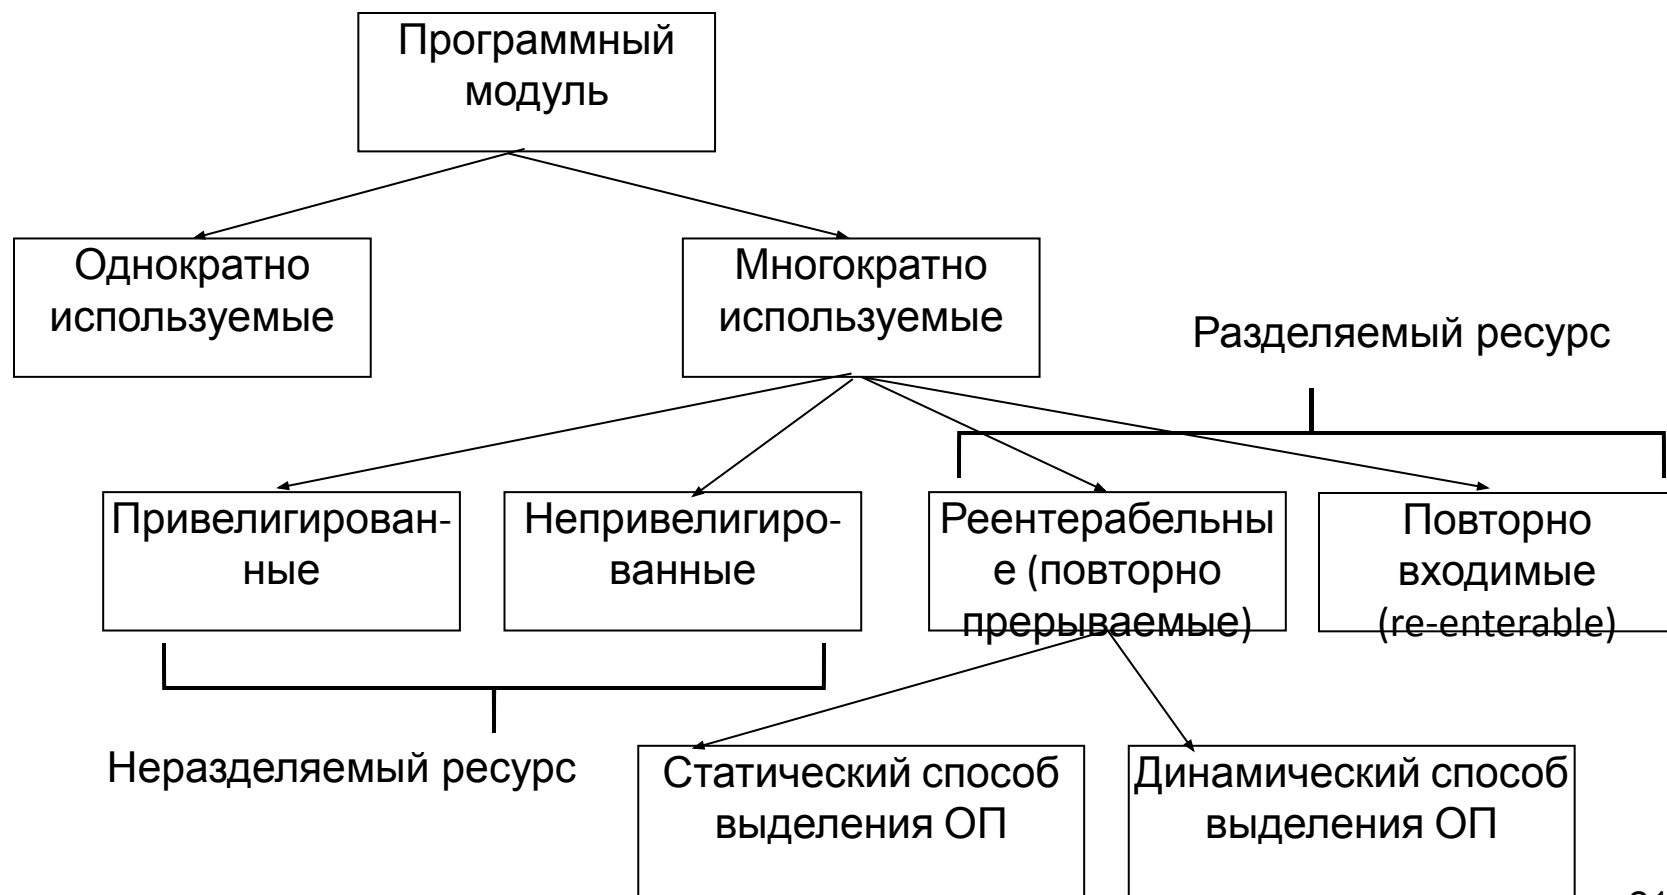 Программный
модуль
Однократно
используемые
Многократно
используемые
Разделяемый ресурс
Привелигирован-
ные
Непривелигиро-
ванные
Реентерабельны
е (повторно
прерываемые)
Повторно
входимые
(re-enterable)
Неразделяемый ресурс
Статический способ
выделения ОП
Динамический способ
выделения ОП